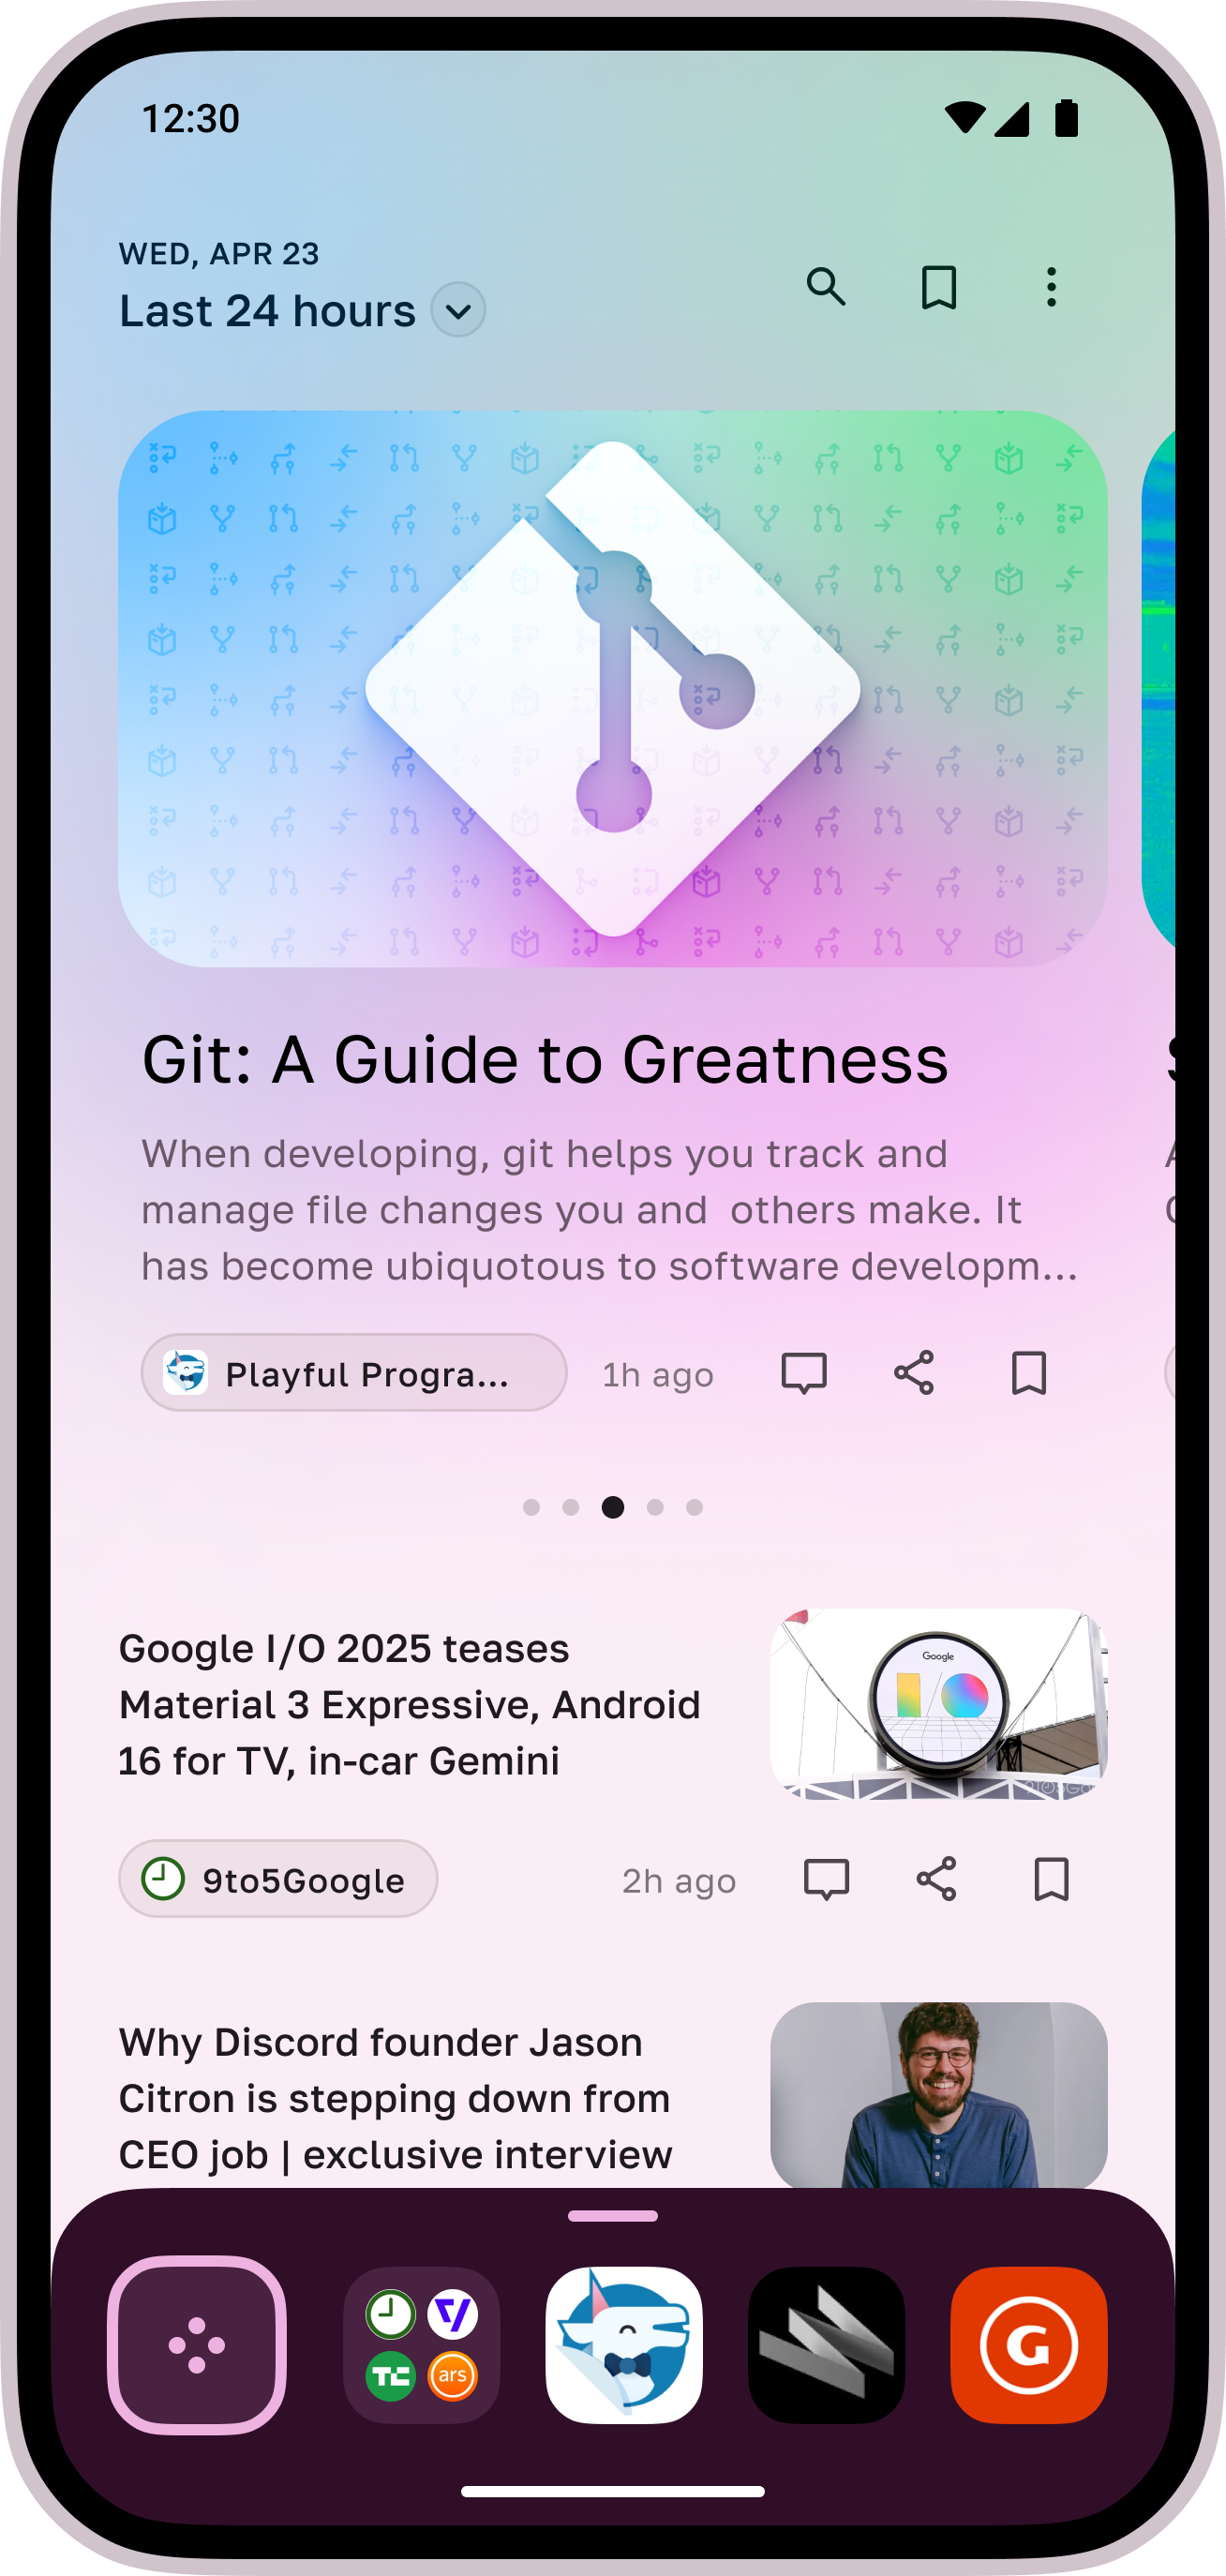 12:30
WED, APR 23
Last 24 hours
Git: A Guide to Greatness
When developing, git helps you track and
manage file changes you and  others make. It
has become ubiquotous to software developm...
Playful Progra...
1h ago
Google I/O 2025 teases
Material 3 Expressive, Android
16 for TV, in-car Gemini
Google
9to5Google
2h ago
Why Discord founder Jason
Citron is stepping down from
CEO job | exclusive interview
TC
ars
G